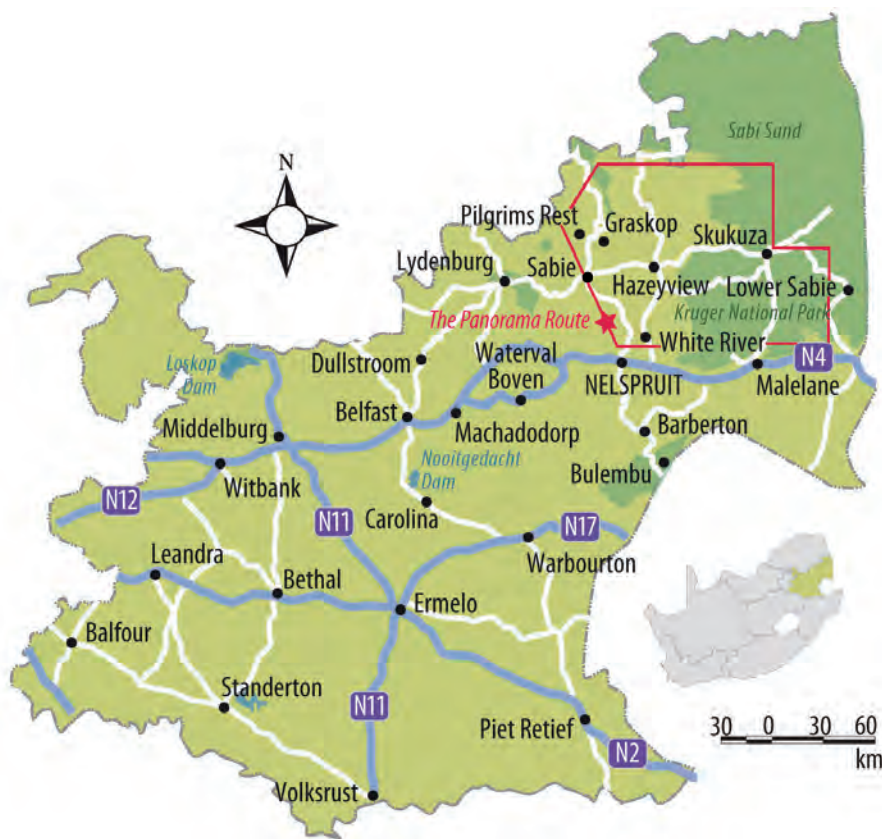 Sabi Sand
N
Pilgrims Rest
Graskop
Skukuza
Lydenburg
Sabie
Hazeyview
Lower Sabie
Kruger National Park
The Panorama Route
White River
Loskop
Dam
Dullstroom
Waterval
Boven
NELSPRUIT
N4
Malelane
Belfast
Machadodorp
Barberton
Middelburg
Nooitgedacht
Dam
Bulembu
Witbank
N12
N11
Carolina
N17
Warbourton
Leandra
Bethal
Ermelo
Balfour
Standerton
N11
Piet Retief
N2
30 0 30 60
km
Volksrust